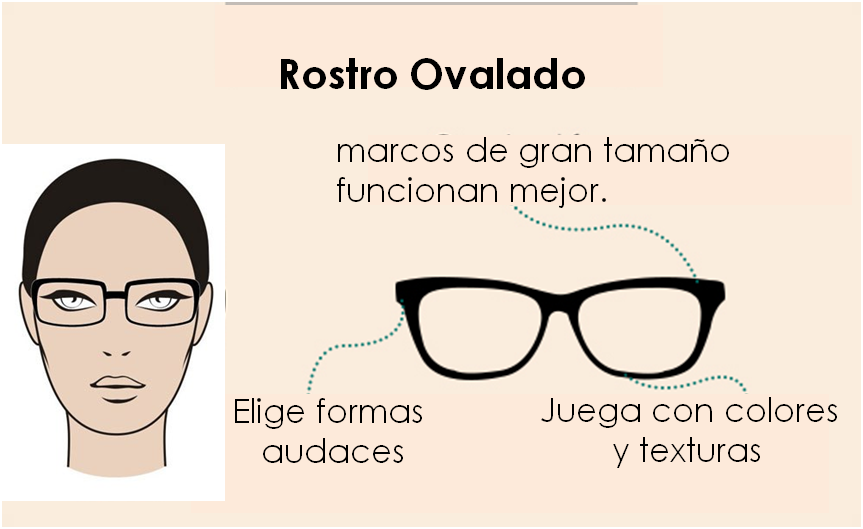 Rostro Ovalado
marcos de gran tamaño
funcionan mejor.
Elige formas
audaces
Juega con colores
y texturas